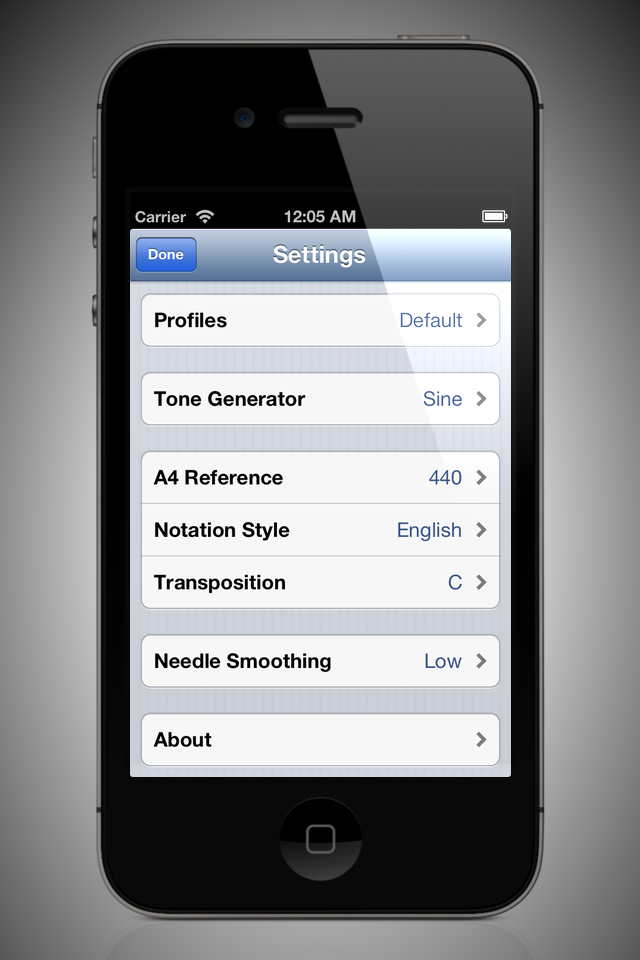 Carrier 12:05 AM
Done Settings
Profiles Default
Tone Generator Sine
A4 Reference 440
Notation Style English
Transposition C
Needle Smoothing Low
About